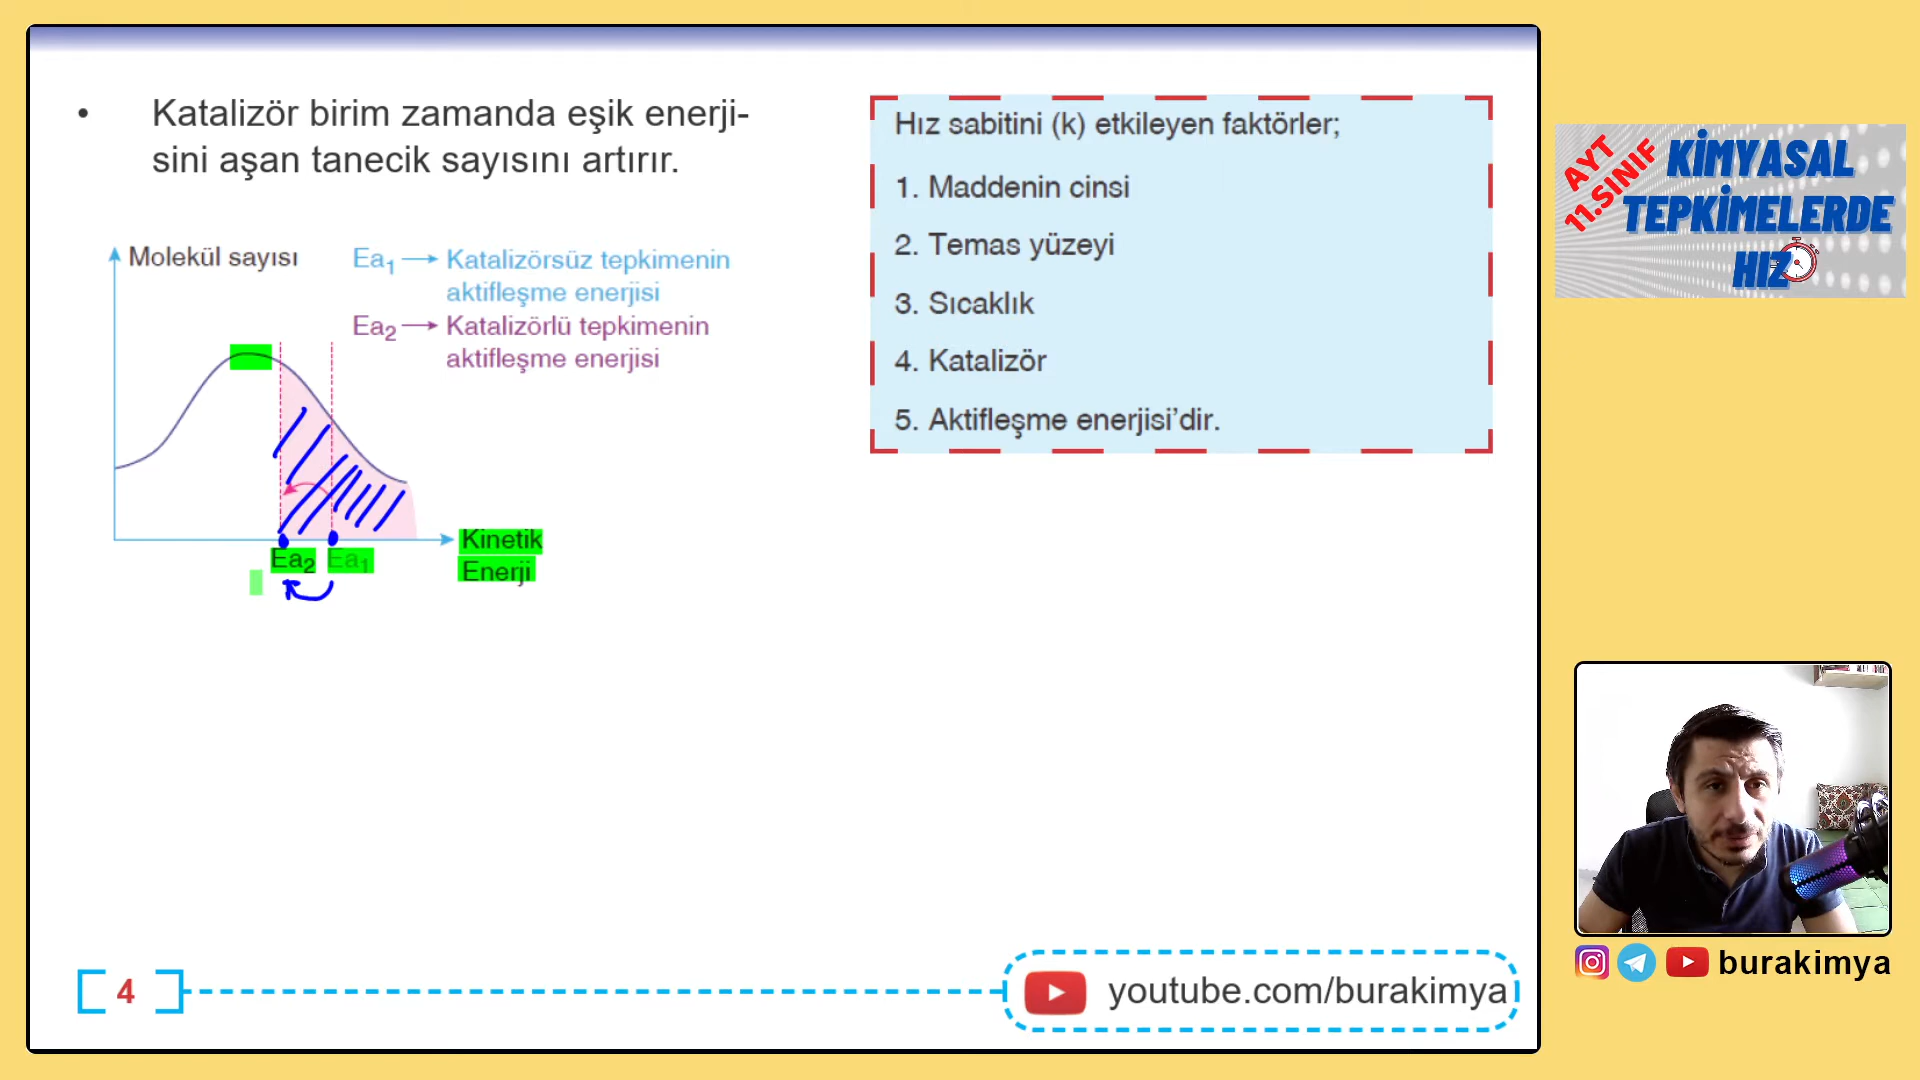 • Katalizör birim zamanda eşik enerji-
sini aşan tanecik sayısını artırır.
Molekül sayısı
Ea1 → Katalizörsüz tepkimenin
aktifleşme enerjisi
Ea2 → Katalizörlü tepkimenin
aktifleşme enerjisi
Ea2 Ea1
Kinetik
Enerji
Hız sabitini (k) etkileyen faktörler;
1. Maddenin cinsi
2. Temas yüzeyi
3. Sıcaklık
4. Katalizör
5. Aktifleşme enerjisi’dir.
AYT
11.SINIF
KİMYASAL
TEPKİMELERDE
HIZ
burakimya
4
youtube.com/burakimya